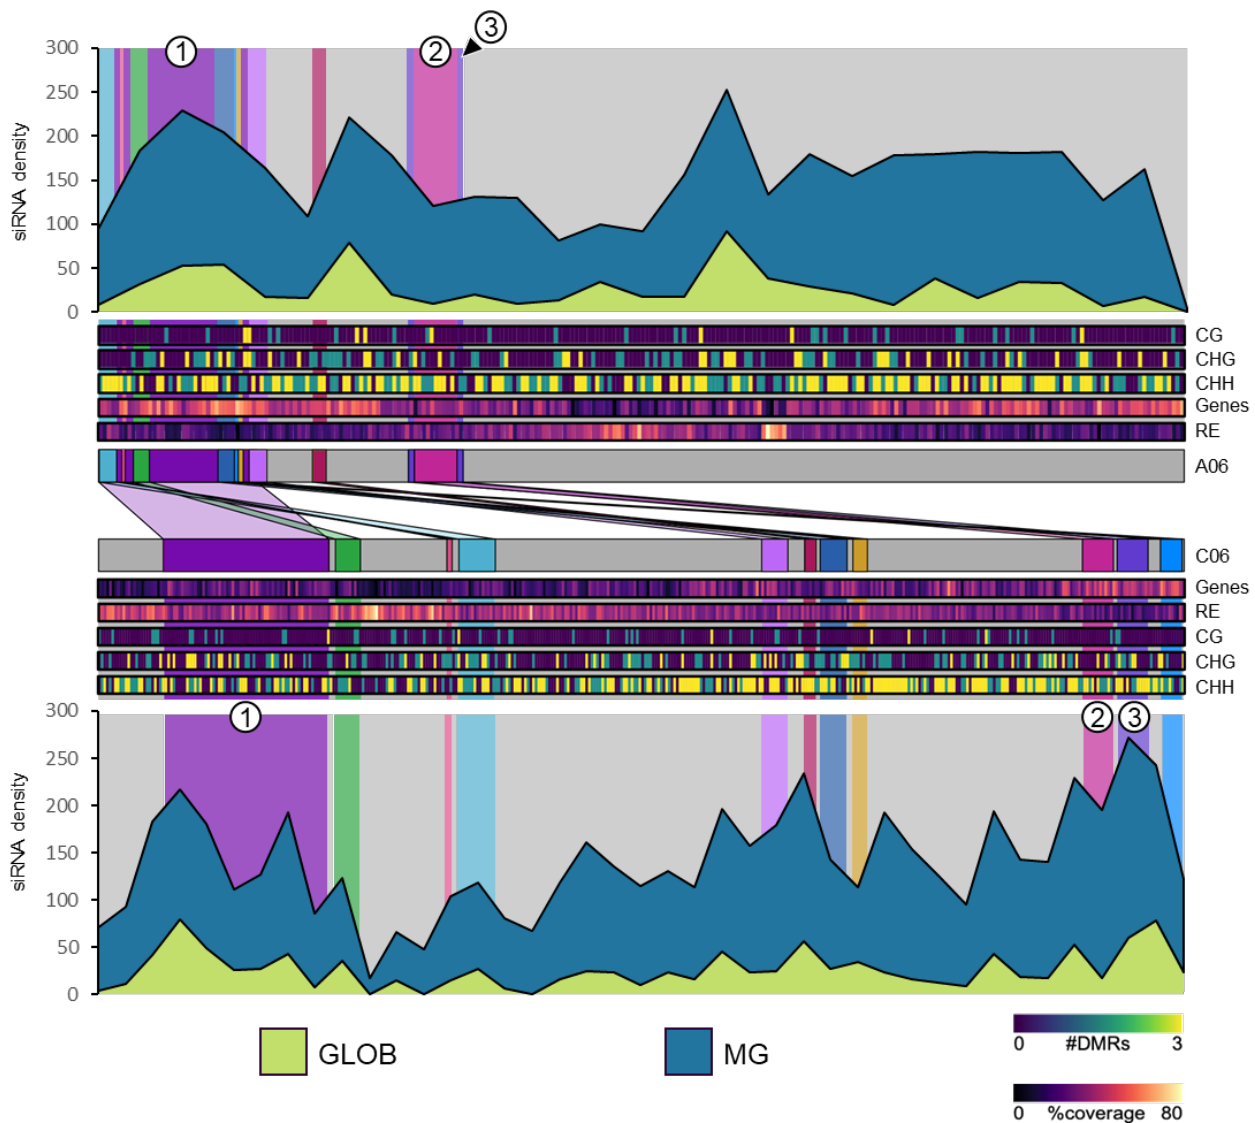 ③
① ②
300
250
200
150
100
50
0
siRNA density
CG
CHG
CHH
Genes
RE
A06
C06
Genes
RE
CG
CHG
CHH
① ② ③
300
250
200
150
100
50
0
siRNA density
GLOB MG
0 #DMRs 3
0 %coverage 80